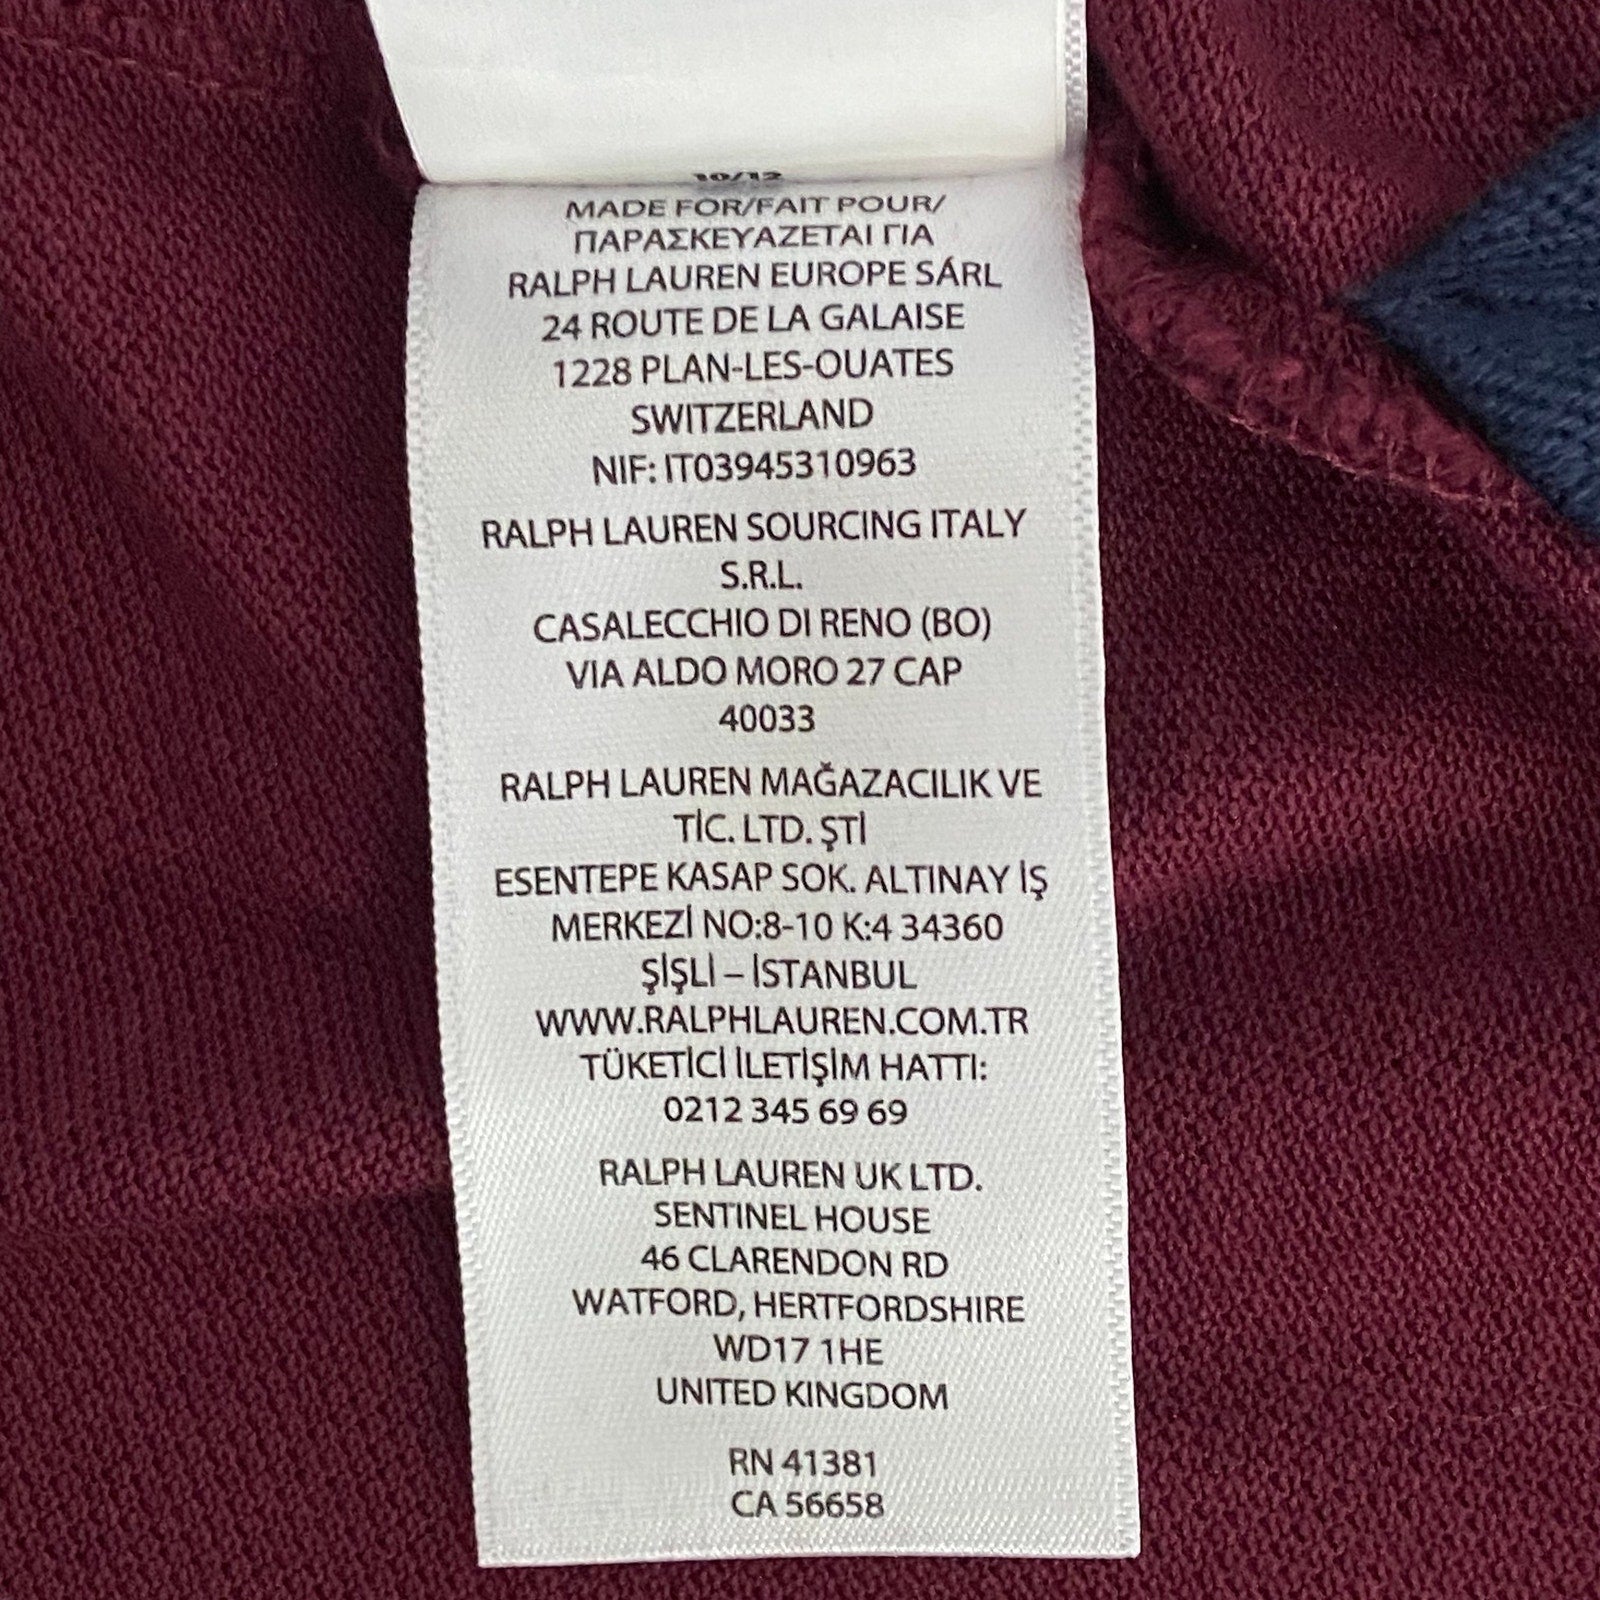 10/12
MADE FOR/FAIT POUR/
ΠΑΡΑΣΚΕΥΑΖΕΤΑΙ ΓΙΑ
RALPH LAUREN EUROPE SÁRL
24 ROUTE DE LA GALAISE
1228 PLAN-LES-OUATES
SWITZERLAND
NIF: IT03945310963
RALPH LAUREN SOURCING ITALY
S.R.L.
CASALECCHIO DI RENO (BO)
VIA ALDO MORO 27 CAP
40033
RALPH LAUREN MAĞAZACILIK VE
TİC. LTD. ŞTİ
ESENTEPE KASAP SOK. ALTINAY İŞ
MERKEZİ NO:8-10 K:4 34360
ŞİŞLİ – İSTANBUL
WWW.RALPHLAUREN.COM.TR
TÜKETİCİ İLETİŞİM HATTI:
0212 345 69 69
RALPH LAUREN UK LTD.
SENTINEL HOUSE
46 CLARENDON RD
WATFORD, HERTFORDSHIRE
WD17 1HE
UNITED KINGDOM
RN 41381
CA 56658